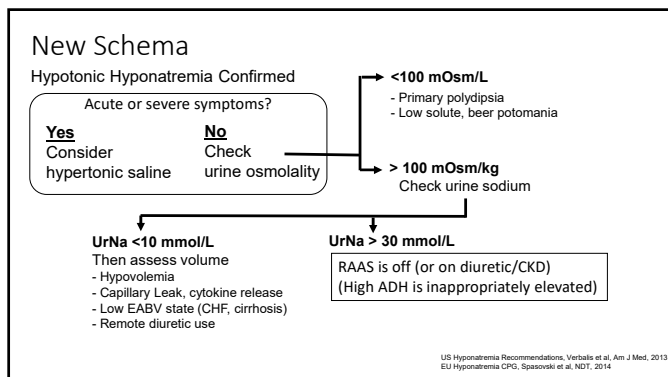 New Schema
Hypotonic Hyponatremia Confirmed
Acute or severe symptoms?
Yes
Consider
hypertonic saline
No
Check
urine osmolality
<100 mOsm/L
- Primary polydipsia
- Low solute, beer potomania
> 100 mOsm/kg
Check urine sodium
UrNa <10 mmol/L
Then assess volume
- Hypovolemia
- Capillary Leak, cytokine release
- Low EABV state (CHF, cirrhosis)
- Remote diuretic use
UrNa > 30 mmol/L
RAAS is off (or on diuretic/CKD)
(High ADH is inappropriately elevated)
US Hyponatremia Recommendations, Verbalis et al, Am J Med, 2013
EU Hyponatremia CPG, Spasovski et al, NDT, 2014